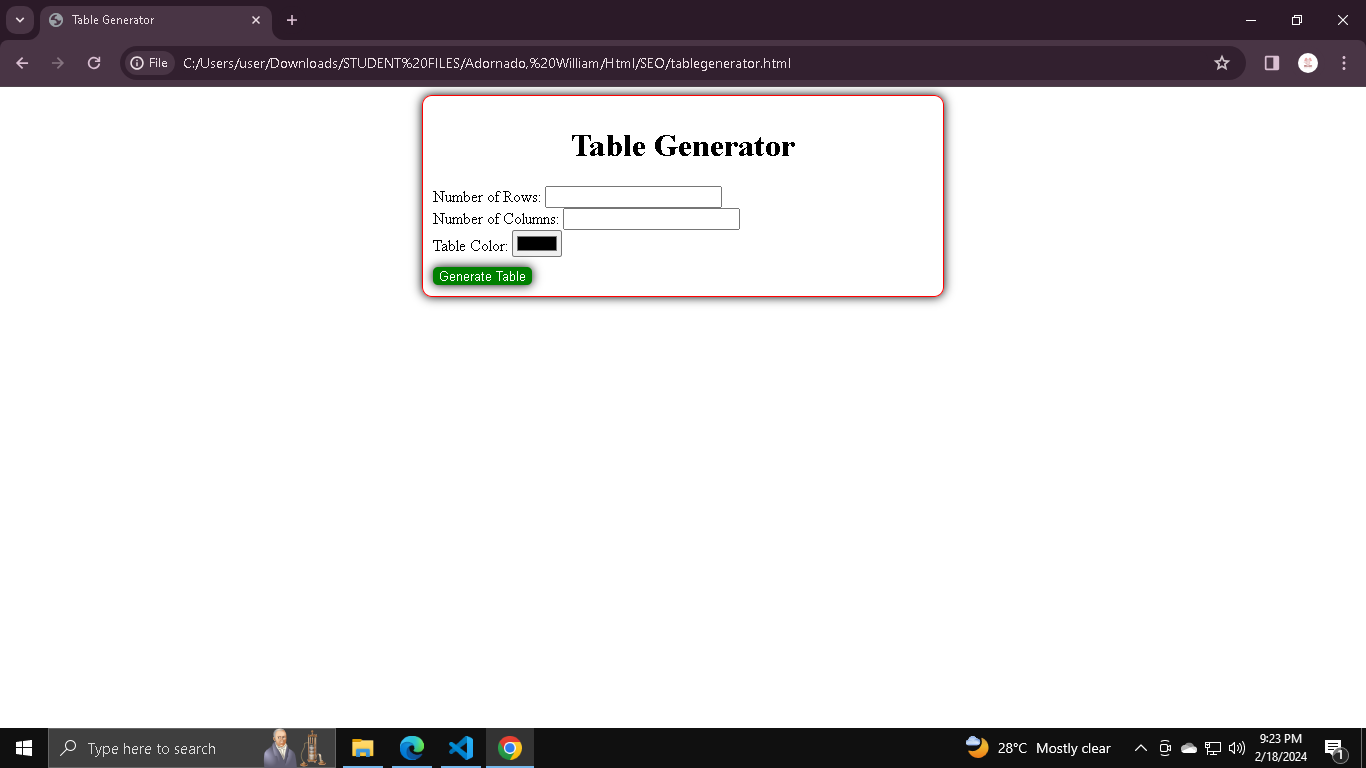 Table Generator
File
C:/Users/user/Downloads/STUDENT%20FILES/Adornado,%20William/Html/SEO/tablegenerator.html
Table Generator
Number of Rows:
Number of Columns:
Table Color:
Generate Table
Type here to search
28°C Mostly clear
9:23 PM
2/18/2024
1